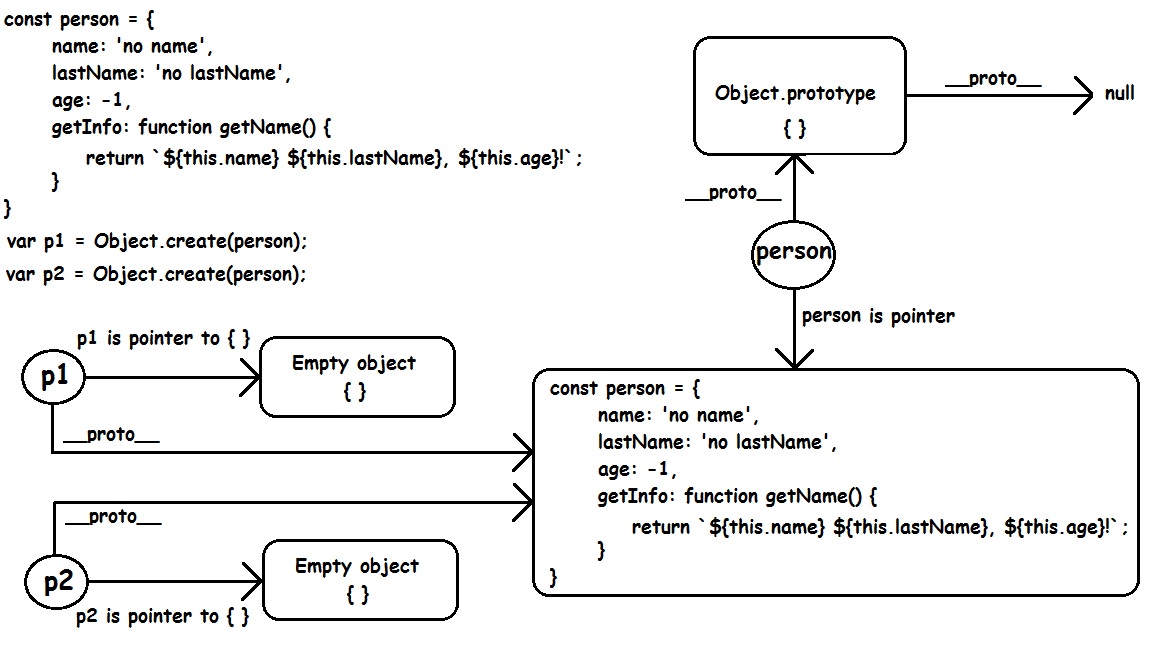 const person = {
name: 'no name',
lastName: 'no lastName',
age: -1,
getInfo: function getName() {
return `${this.name} ${this.lastName}, ${this.age}!`;
}
}
var p1 = Object.create(person);
var p2 = Object.create(person);
Object.prototype
{ }
__proto__
null
__proto__
person
person is pointer
p1 is pointer to { }
p1
Empty object
{ }
__proto__
__proto__
p2
Empty object
{ }
p2 is pointer to { }
const person = {
name: 'no name',
lastName: 'no lastName',
age: -1,
getInfo: function getName() {
return `${this.name} ${this.lastName}, ${this.age}!`;
}
}